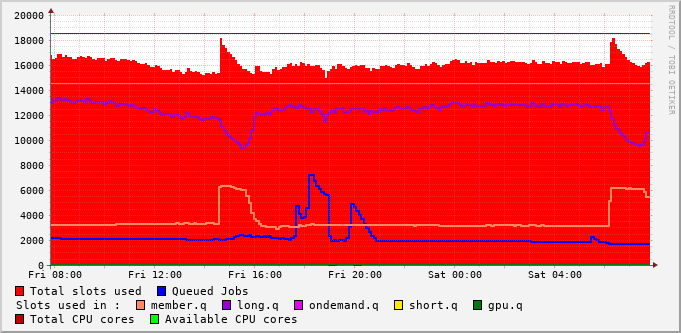 20000
18000
16000
14000
12000
10000
8000
6000
4000
2000
0
Fri 08:00 Fri 12:00 Fri 16:00 Fri 20:00 Sat 00:00 Sat 04:00
RRDTOOL / TOBI OETIKER
Total slots used Queued Jobs
Slots used in : member.q long.q ondemand.q short.q gpu.q
Total CPU cores Available CPU cores